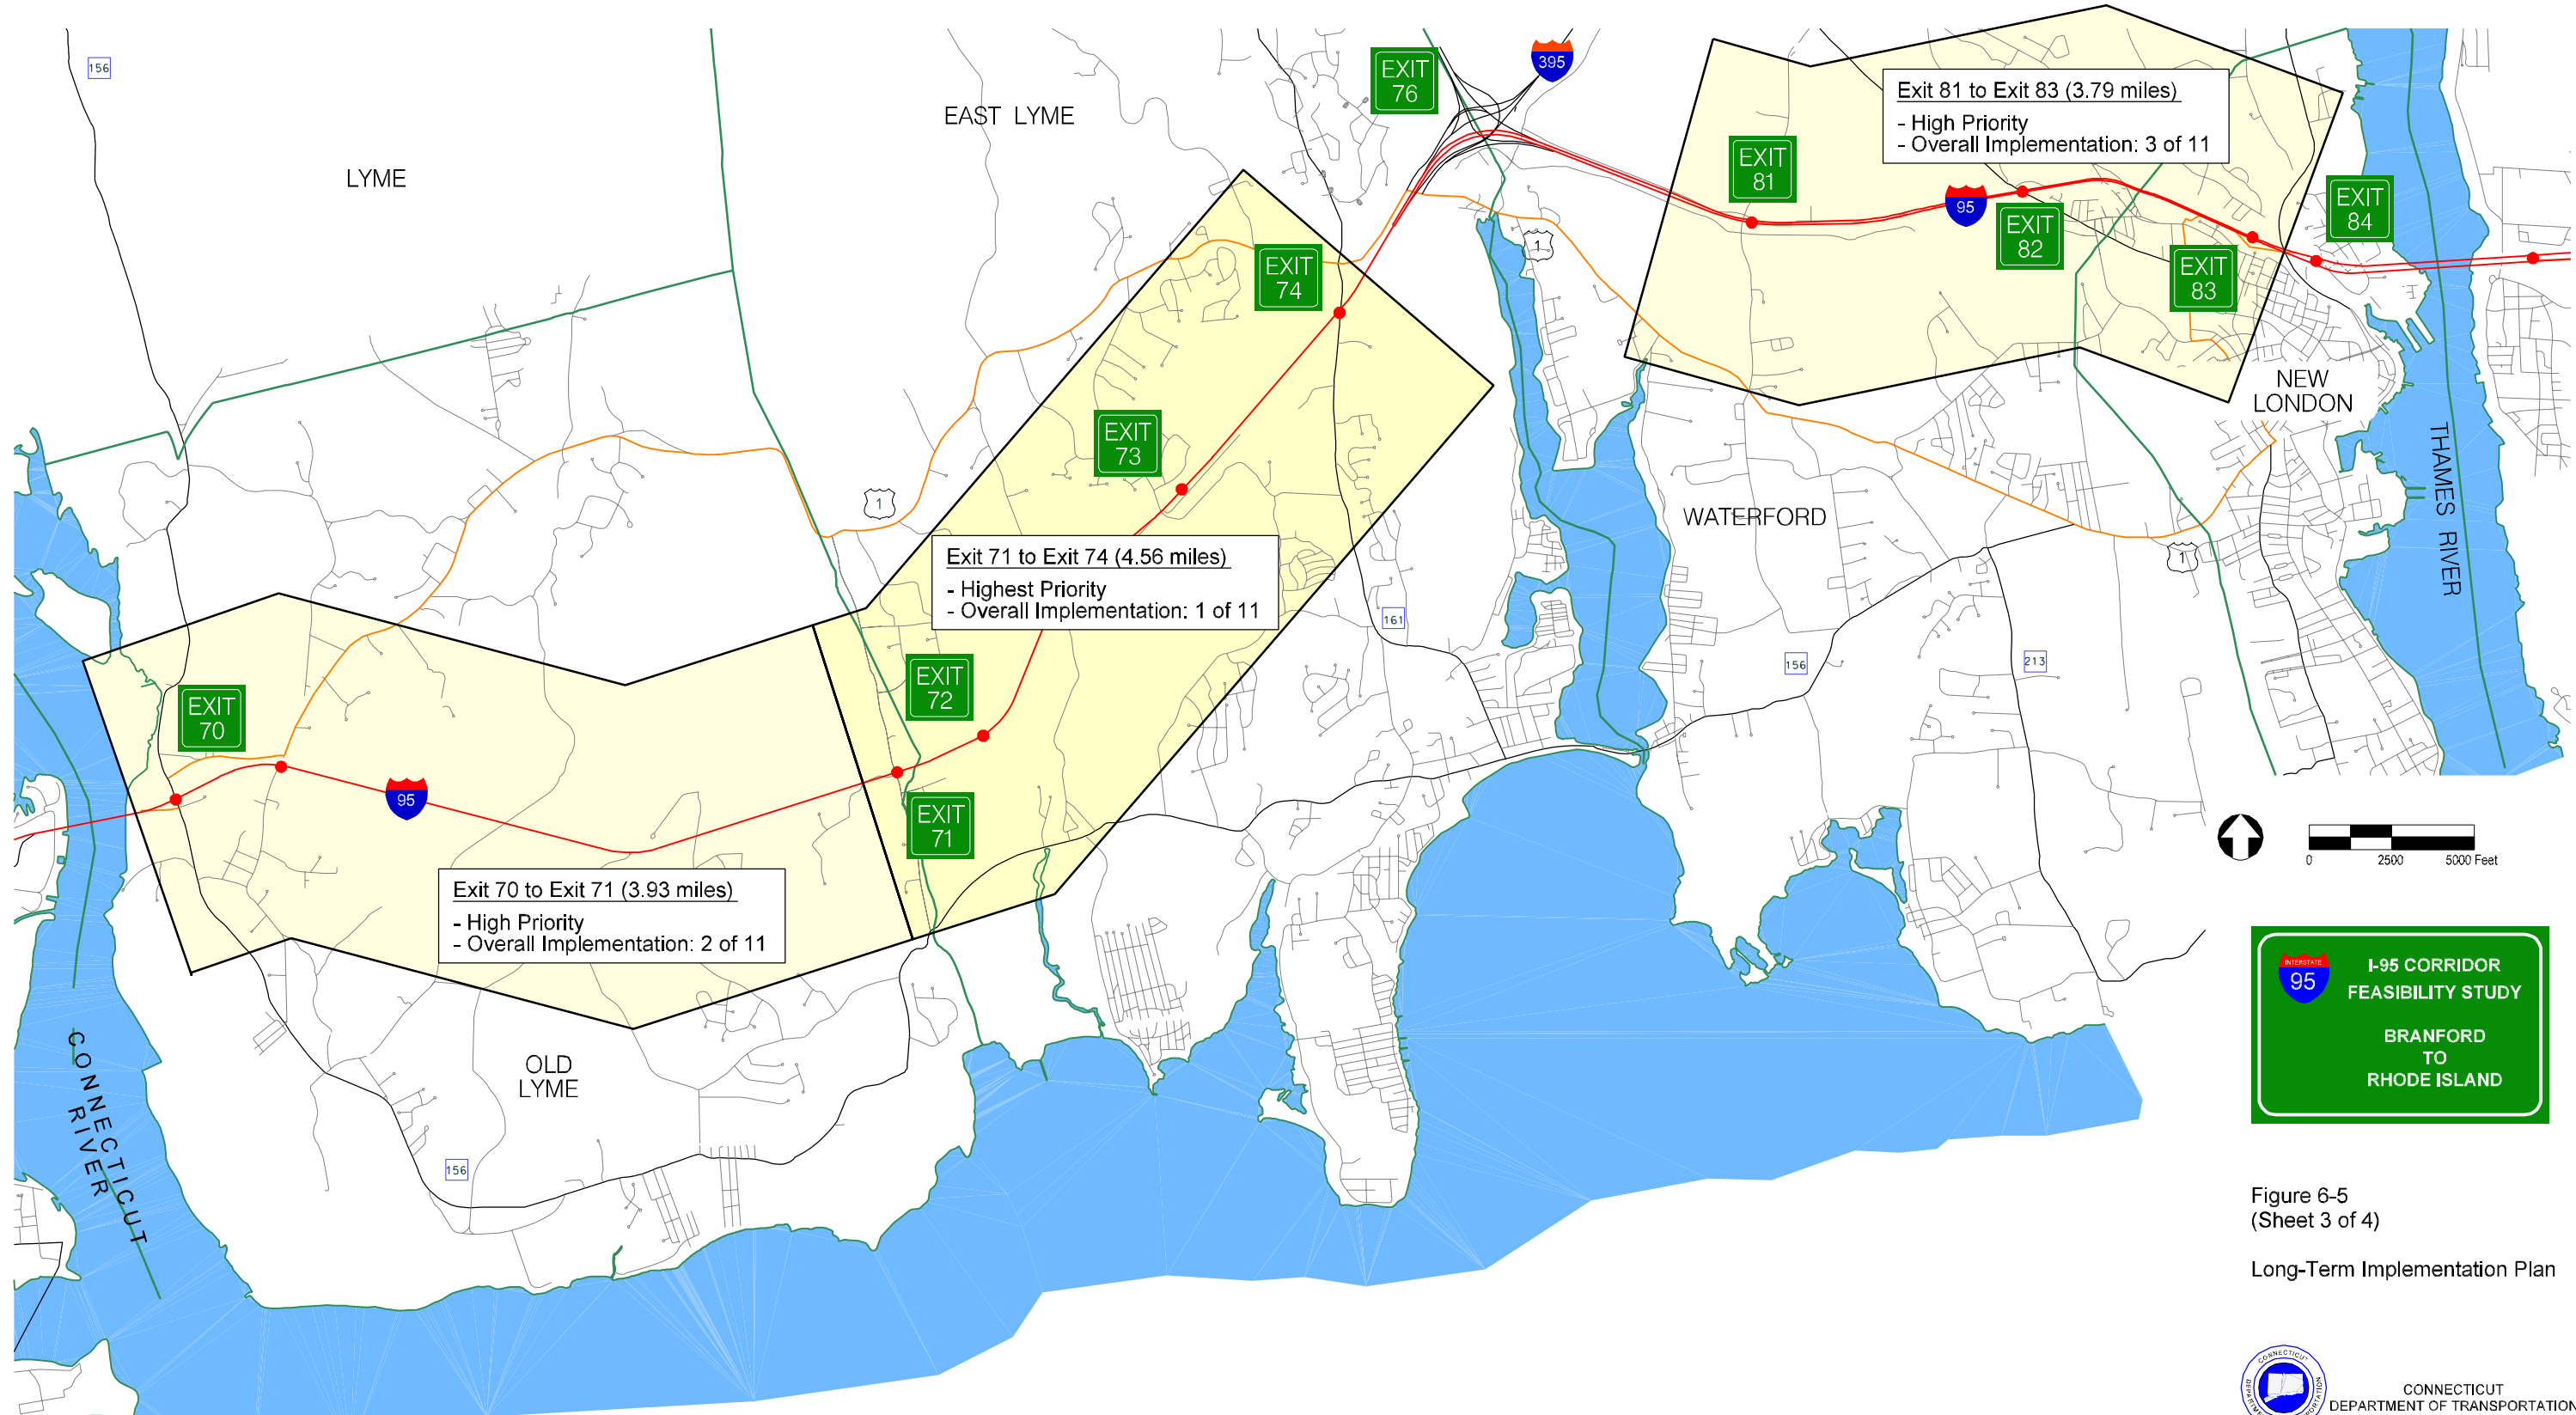 156
LYME
EAST LYME
EXIT
76
395
Exit 81 to Exit 83 (3.79 miles)
- High Priority
- Overall Implementation: 3 of 11
EXIT
81
95
EXIT
82
EXIT
84
EXIT
83
1
EXIT
74
NEW
LONDON
THAMES RIVER
EXIT
73
1
WATERFORD
1
Exit 71 to Exit 74 (4.56 miles)
- Highest Priority
- Overall Implementation: 1 of 11
161
156
213
EXIT
72
EXIT
70
95
EXIT
71
Exit 70 to Exit 71 (3.93 miles)
- High Priority
- Overall Implementation: 2 of 11
0 2500 5000 Feet
INTERSTATE
95
I-95 CORRIDOR
FEASIBILITY STUDY
BRANFORD
TO
RHODE ISLAND
CONNECTICUT
RIVER
OLD
LYME
156
Figure 6-5
(Sheet 3 of 4)
Long-Term Implementation Plan
CONNECTICUT
CONNECTICUT
DEPARTMENT OF TRANSPORTATION